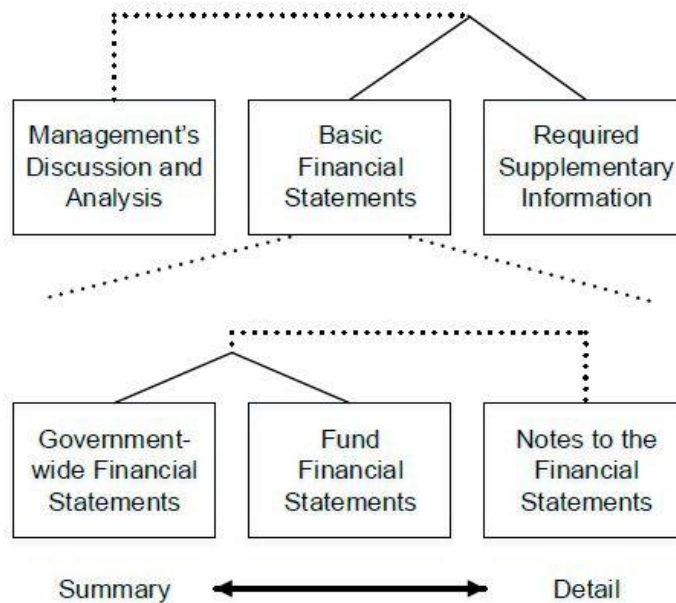 Management's
Discussion and
Analysis
Basic
Financial
Statements
Required
Supplementary
Information
Government-
wide Financial
Statements
Fund
Financial
Statements
Notes to the
Financial
Statements
Summary
Detail